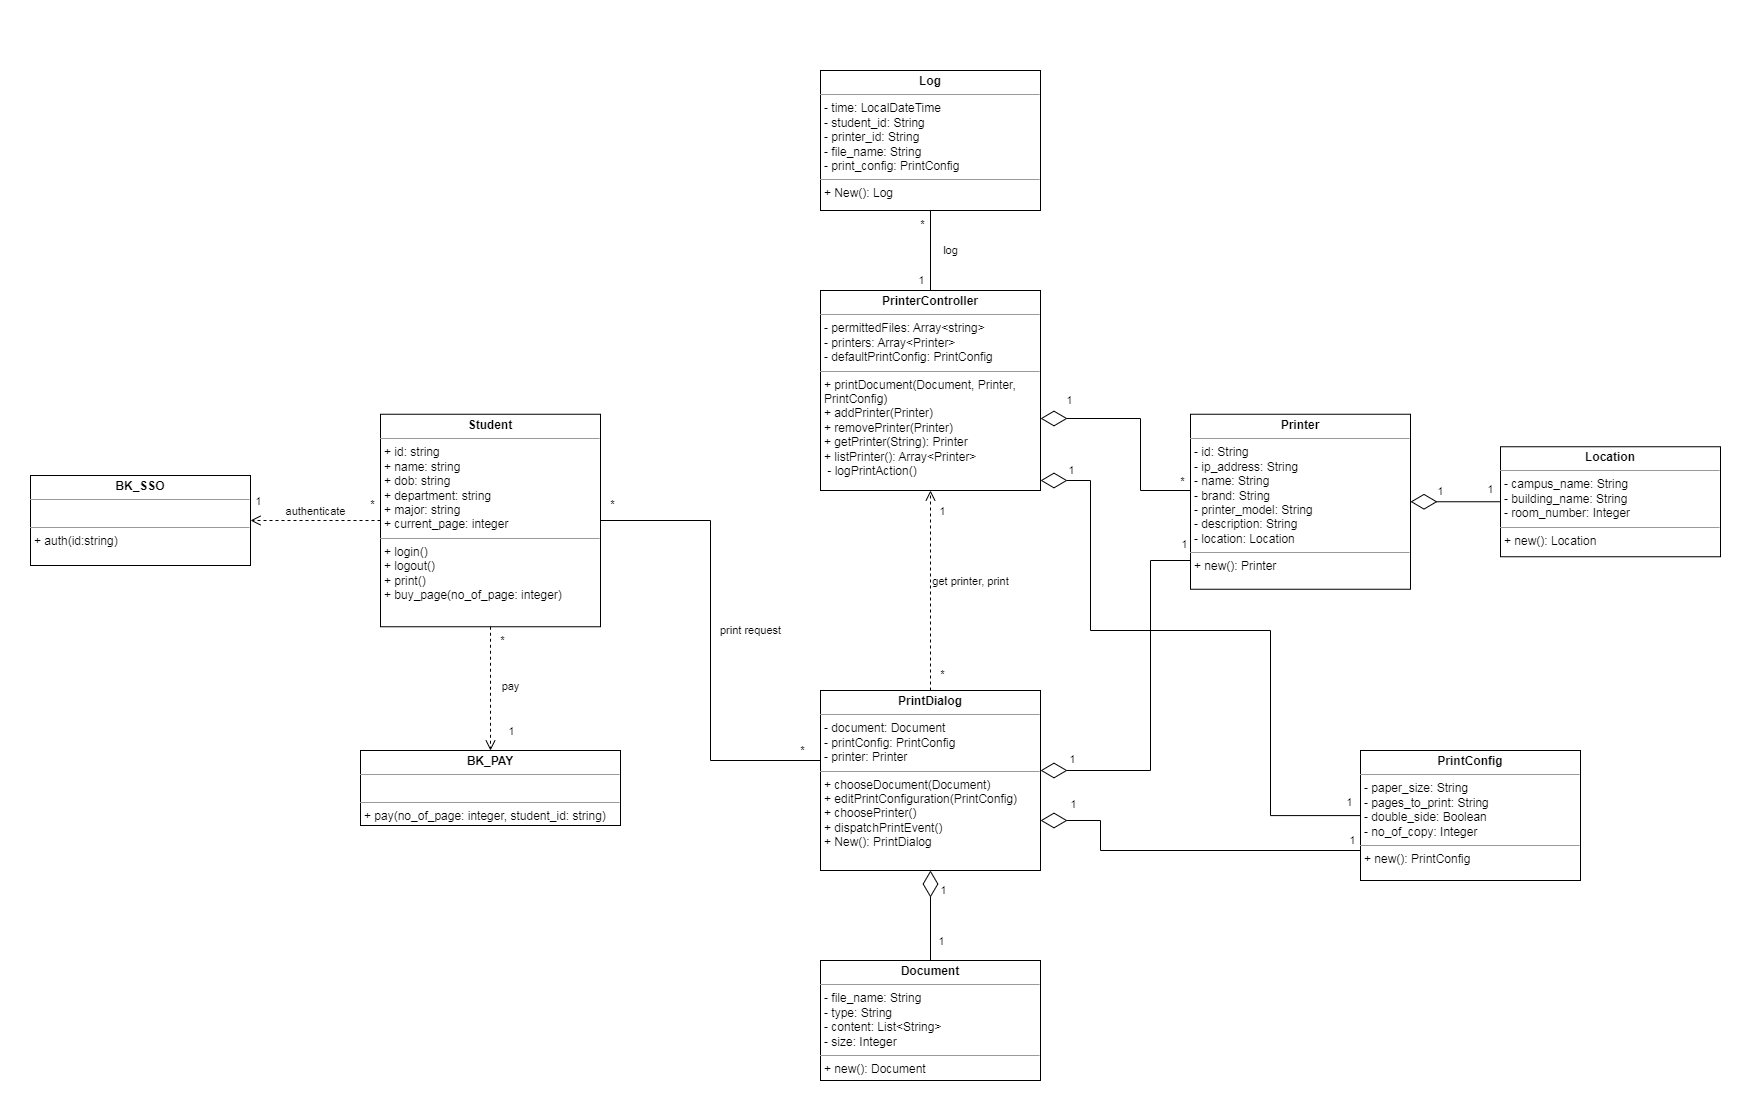 Log
- time: LocalDateTime
- student_id: String
- printer_id: String
- file_name: String
- print_config: PrintConfig
+ New(): Log
*
log
1
PrinterController
- permittedFiles: Array<string>
- printers: Array<Printer>
- defaultPrintConfig: PrintConfig
+ printDocument(Document, Printer,
PrintConfig)
+ addPrinter(Printer)
+ removePrinter(Printer)
+ getPrinter(String): Printer
+ listPrinter(): Array<Printer>
- logPrintAction()
1
1
*
Student
+ id: string
+ name: string
+ dob: string
+ department: string
+ major: string
+ current_page: integer
+ login()
+ logout()
+ print()
+ buy_page(no_of_page: integer)
BK_SSO
+ auth(id:string)
1
authenticate
*
*
Printer
- id: String
- ip_address: String
- name: String
- brand: String
- printer_model: String
- description: String
- location: Location
+ new(): Printer
1
1
1
Location
- campus_name: String
- building_name: String
- room_number: Integer
+ new(): Location
1
get printer, print
*
print request
*
*
pay
1
BK_PAY
+ pay(no_of_page: integer, student_id: string)
PrintDialog
- document: Document
- printConfig: PrintConfig
- printer: Printer
+ chooseDocument(Document)
+ editPrintConfiguration(PrintConfig)
+ choosePrinter()
+ dispatchPrintEvent()
+ New(): PrintDialog
1
1
1
1
PrintConfig
- paper_size: String
- pages_to_print: String
- double_side: Boolean
- no_of_copy: Integer
+ new(): PrintConfig
1
1
Document
- file_name: String
- type: String
- content: List<String>
- size: Integer
+ new(): Document